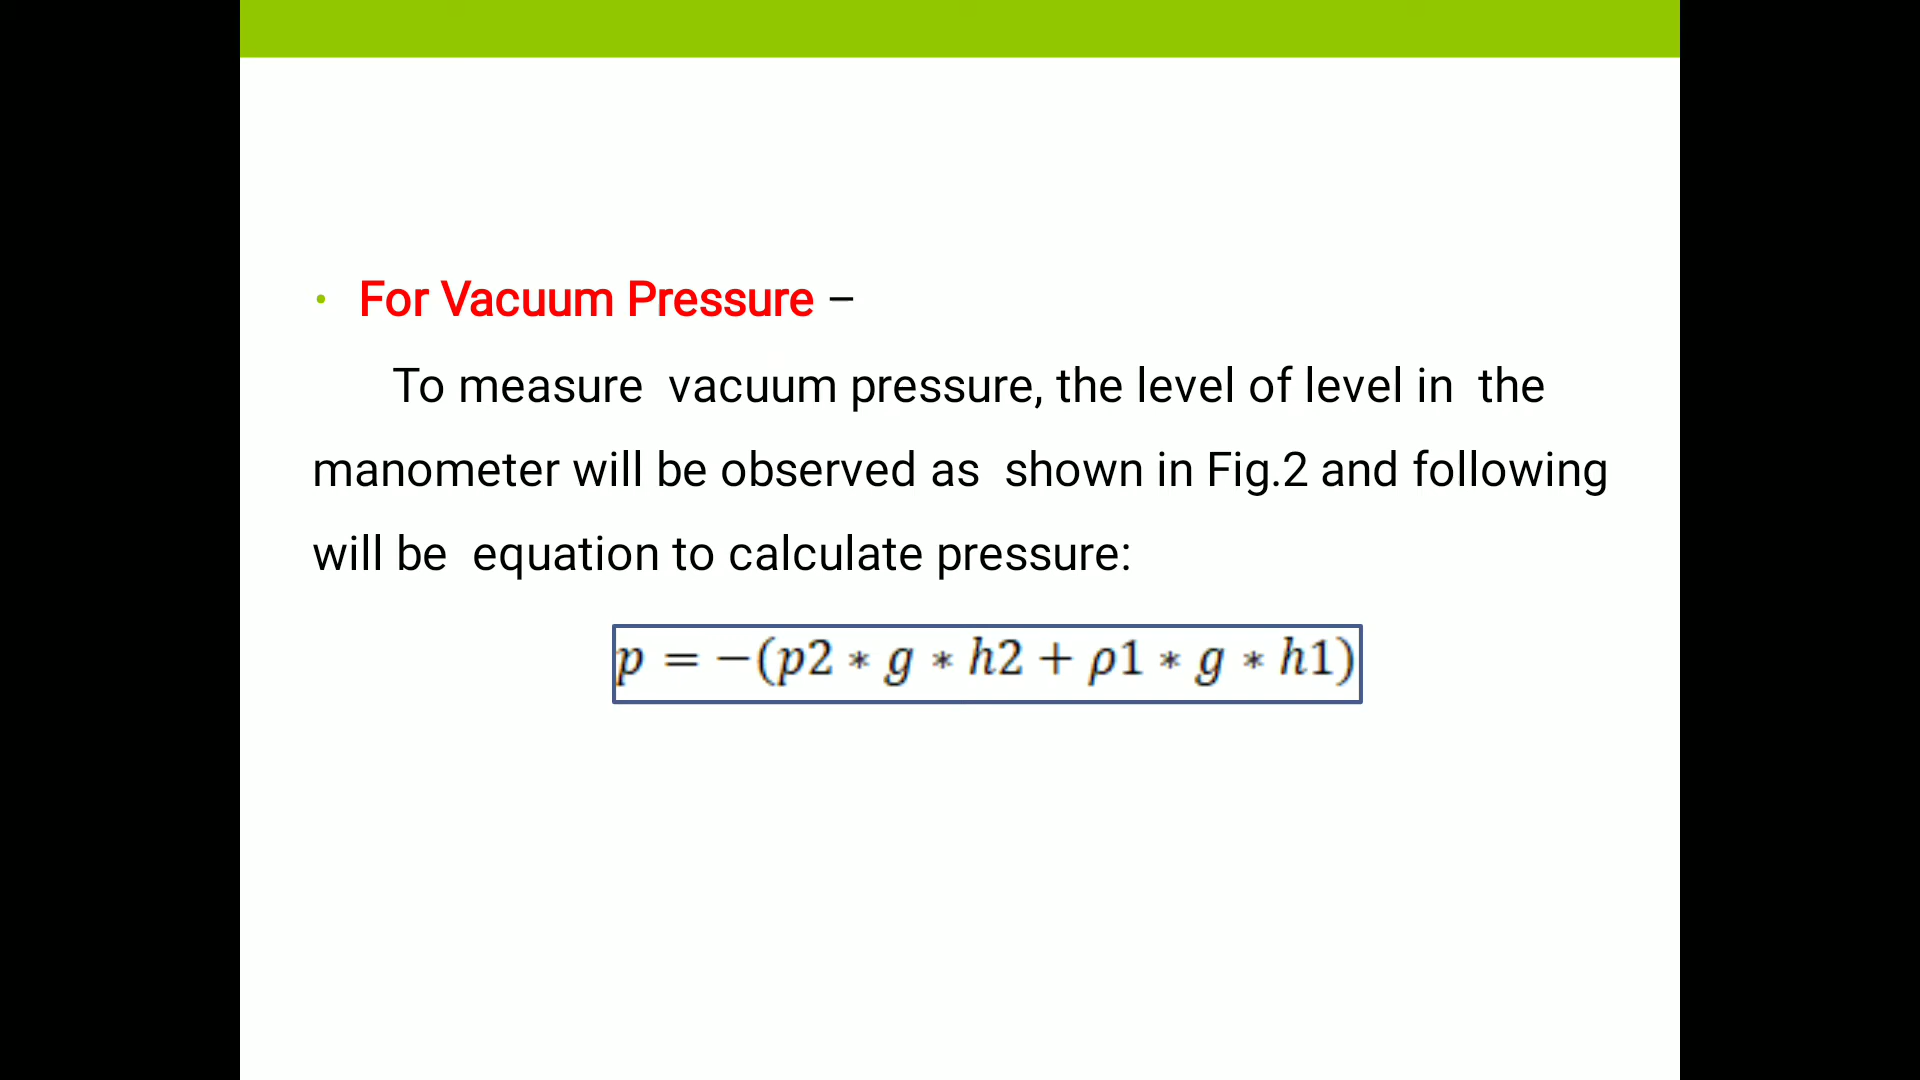 • For Vacuum Pressure –
To measure vacuum pressure, the level of level in the
manometer will be observed as shown in Fig.2 and following
will be equation to calculate pressure:
p = −(p2 * g * h2 + ρ1 * g * h1)